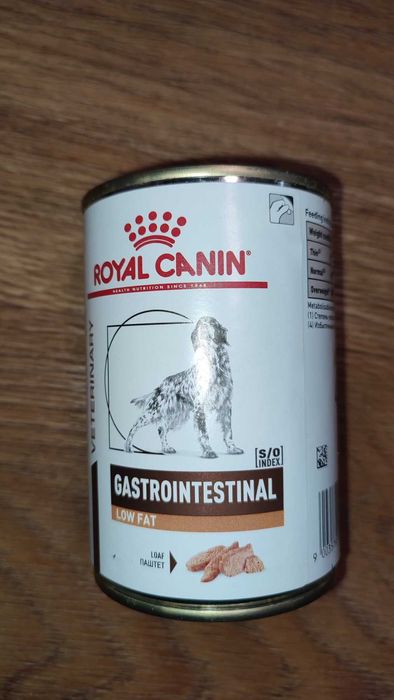 ROYAL CANIN
HEALTH NUTRITION SINCE 1968
VETERINARY
S/O
INDEX
GASTROINTESTINAL
LOW FAT
LOAF
ПАШТЕТ
Feeding
Weight
Thin
Normal
Overweight